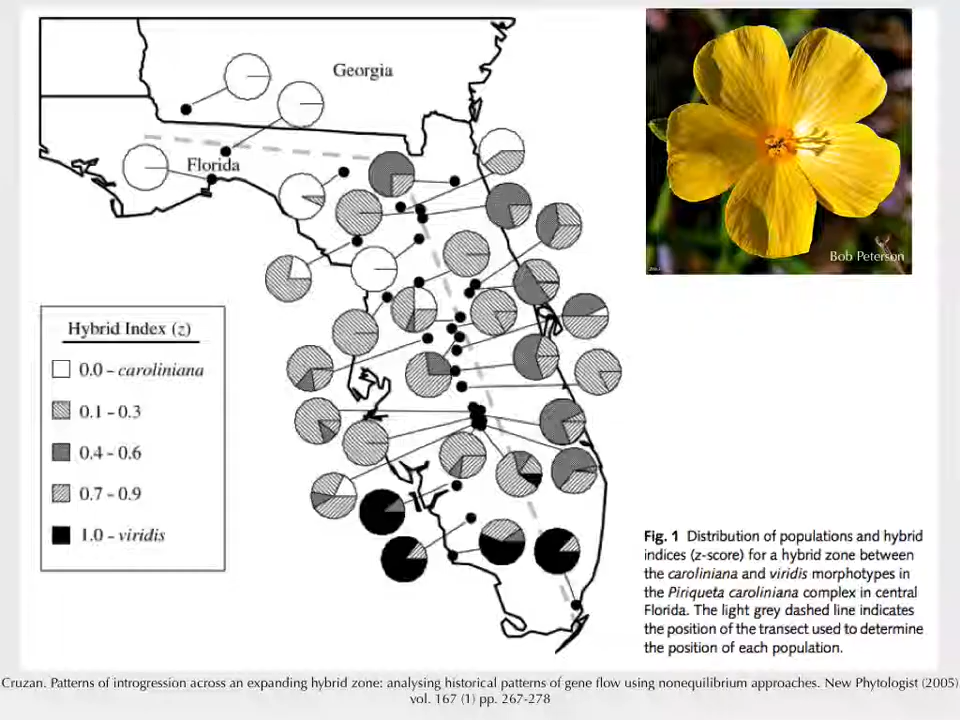 Georgia
Florida
Hybrid Index (z)
0.0 – caroliniana
0.1 – 0.3
0.4 – 0.6
0.7 – 0.9
1.0 – viridis
Bob Peterson
Fig. 1 Distribution of populations and hybrid
indices (z-score) for a hybrid zone between
the caroliniana and viridis morphotypes in
the Piriqueta caroliniana complex in central
Florida. The light grey dashed line indicates
the position of the transect used to determine
the position of each population.
Cruzan. Patterns of introgression across an expanding hybrid zone: analysing historical patterns of gene flow using nonequilibrium approaches. New Phytologist (2005)
vol. 167 (1) pp. 267-278